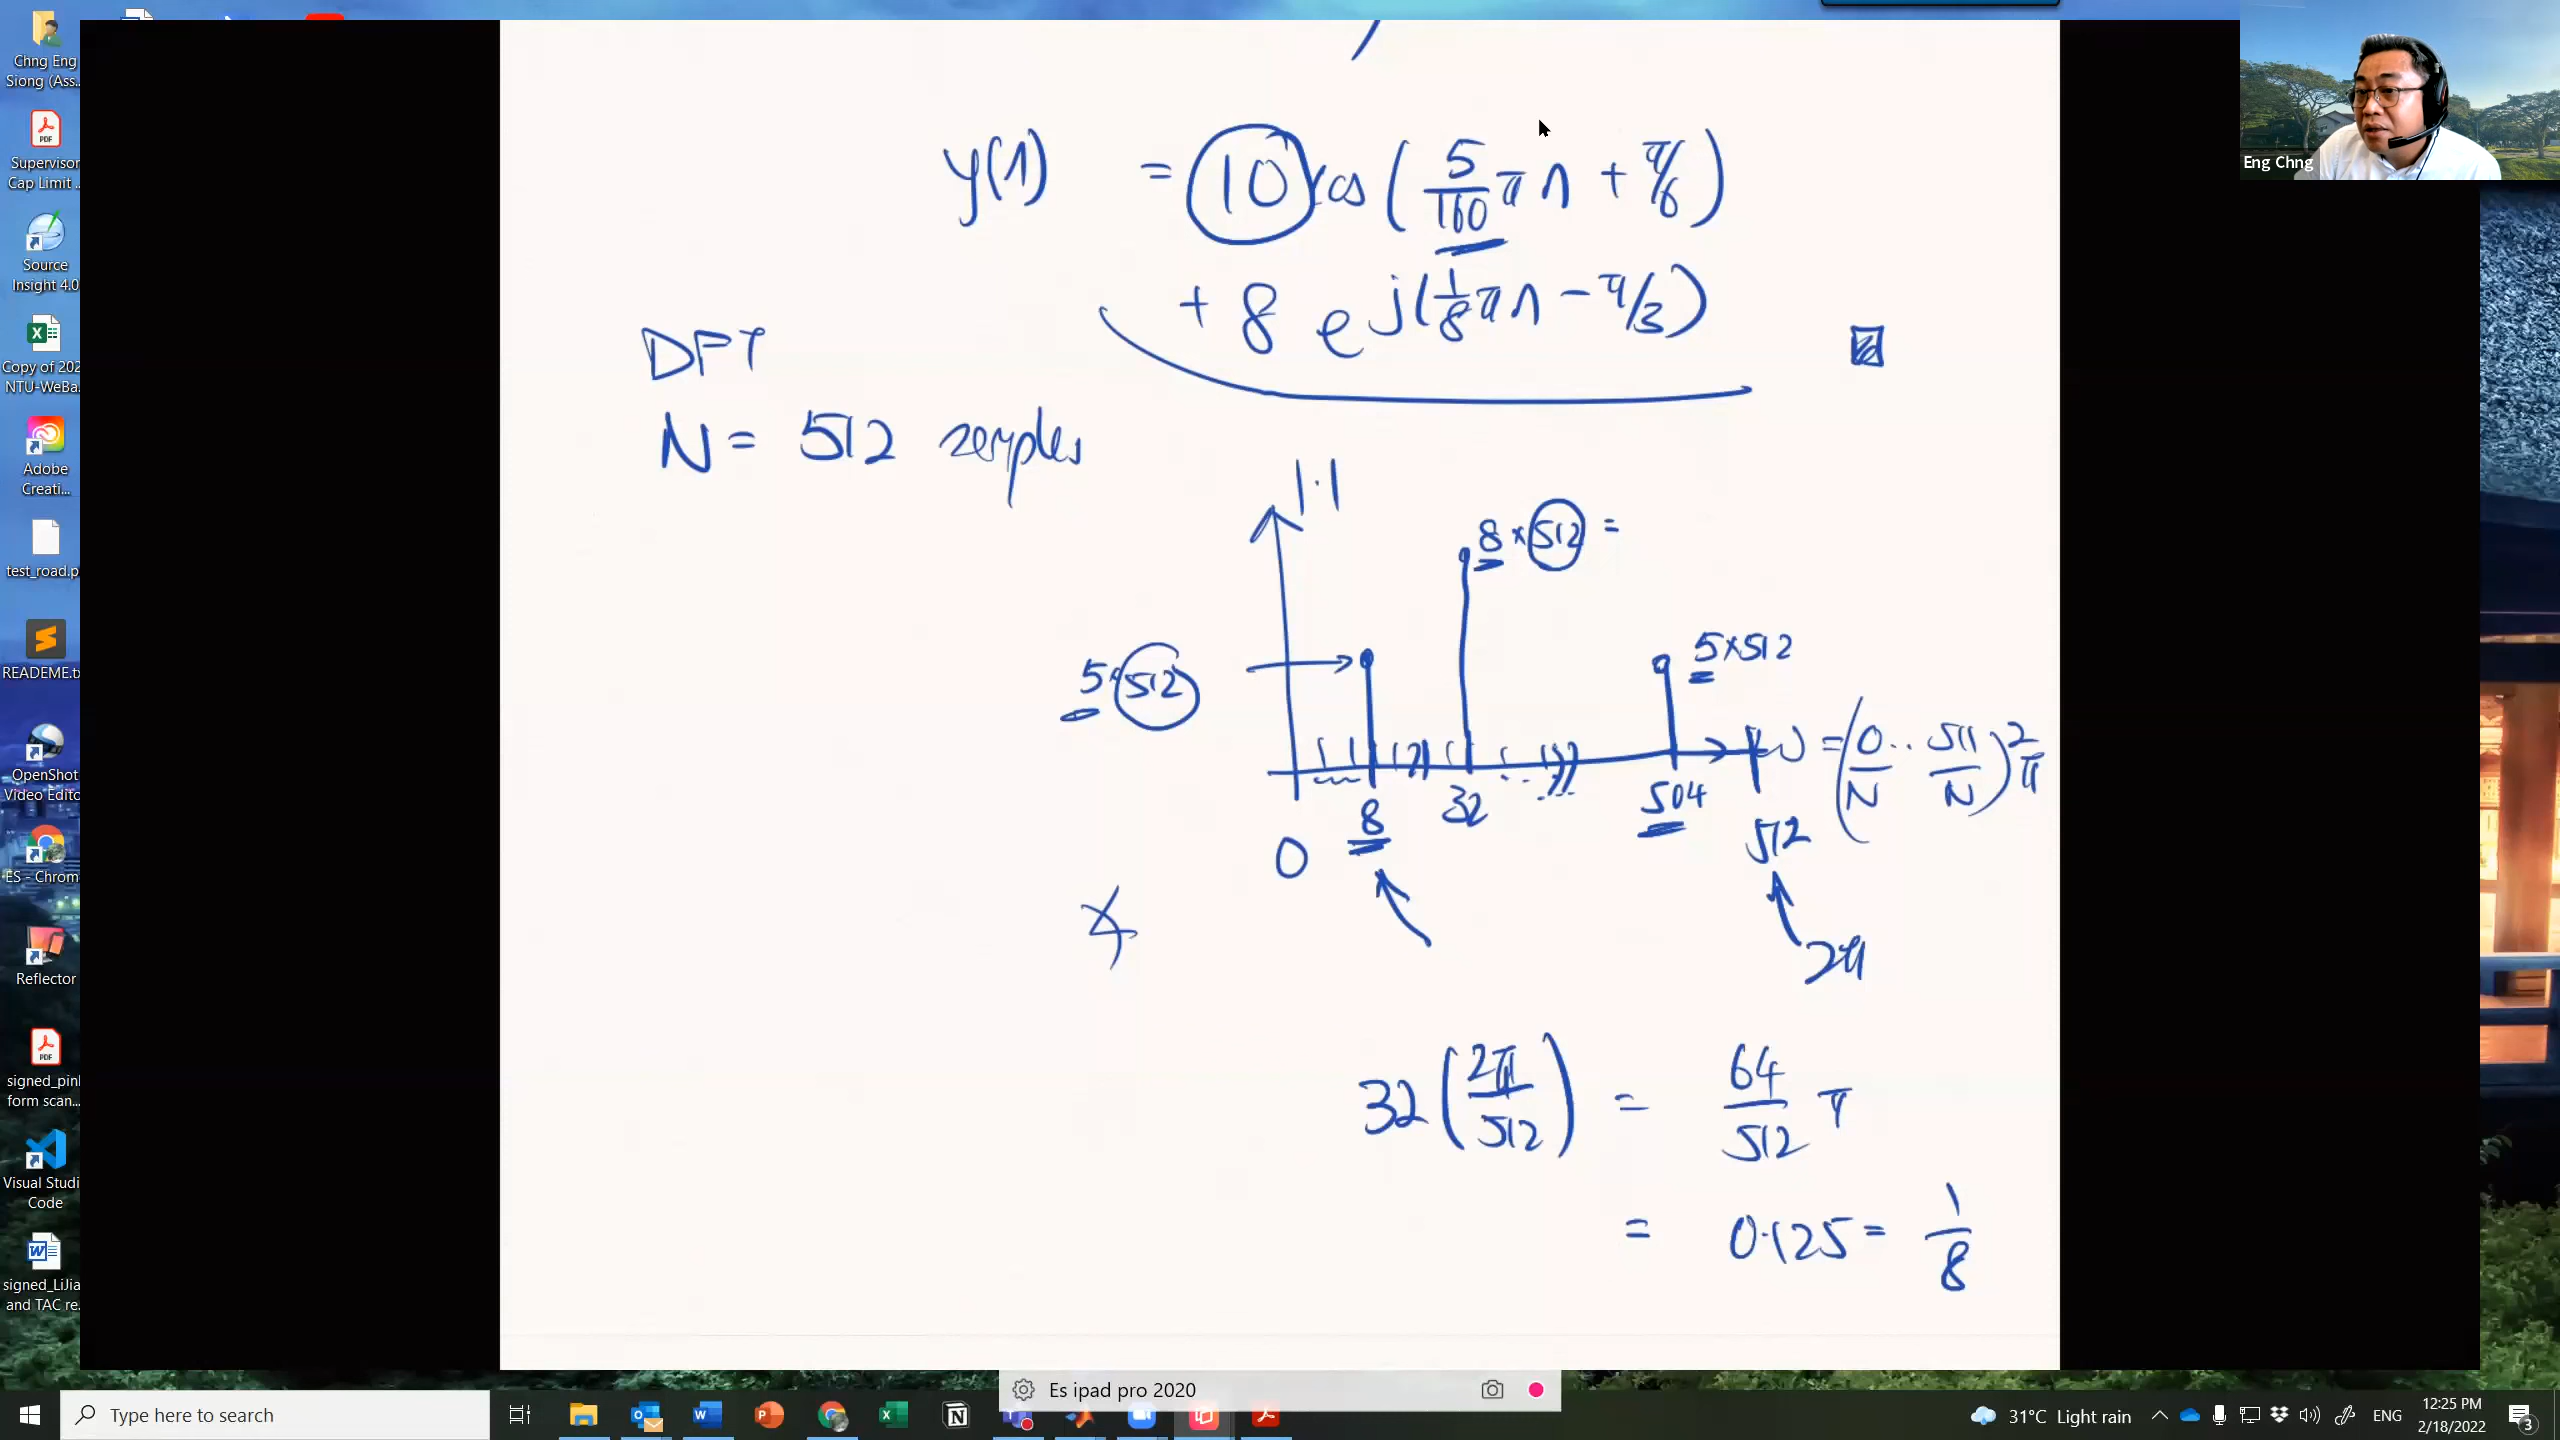 Chng Eng
Siong (Ass...
Supervisor
Cap Limit ...
Source
Insight 4.0
Copy of 202
NTU-WeBa...
Adobe
Creati...
test_road.p
READEME.tx
OpenShot
Video Edito
ES - Chrom
Reflector
signed_pink
form scan...
Visual Studi
Code
signed_LiJia
and TAC re...
Eng Chng
y(n) = 10 cos ( 5/160 π n + π/6 )
+ 8 e j(1/8 π n − π/3)
DFT
N = 512 samples
|·|
8 × 512 =
5 × 512
5 × 512
ω = ( 0/N .. 511/N ) 2π
0
8
32
504
512
2π
∡
32 ( 2π/512 ) = 64/512 π
= 0.125 = 1/8
Es ipad pro 2020
Type here to search
31°C Light rain
ENG
12:25 PM
2/18/2022
3